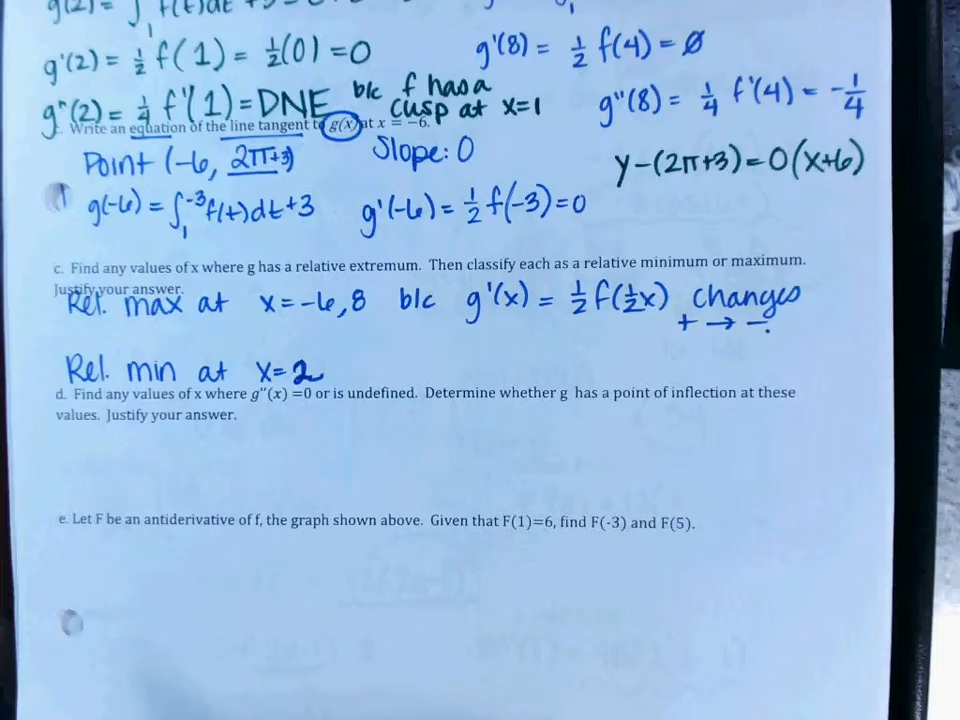 g(2) = ∫₁ f(t)dt
g'(2) = ½ f(1) = ½(0) = 0
g'(8) = ½ f(4) = Ø
g"(2) = ¼ f'(1) = DNE b/c f has a cusp at x=1
g"(8) = ¼ f'(4) = -¼
Write an equation of the line tangent to g(x) at x = −6.
Point (-6, 2π+3) Slope: 0 y-(2π+3)=0(x+6)
g(-6) = ∫₁⁻³ f(t)dt+3 g'(-6) = ½ f(-3) = 0
c. Find any values of x where g has a relative extremum. Then classify each as a relative minimum or maximum.
Justify your answer.
Rel. max at x=-6,8 b/c g'(x) = ½f(½x) changes
+ → -.
Rel. min at x=2
d. Find any values of x where g"(x) =0 or is undefined. Determine whether g has a point of inflection at these
values. Justify your answer.
e. Let F be an antiderivative of f, the graph shown above. Given that F(1)=6, find F(-3) and F(5).